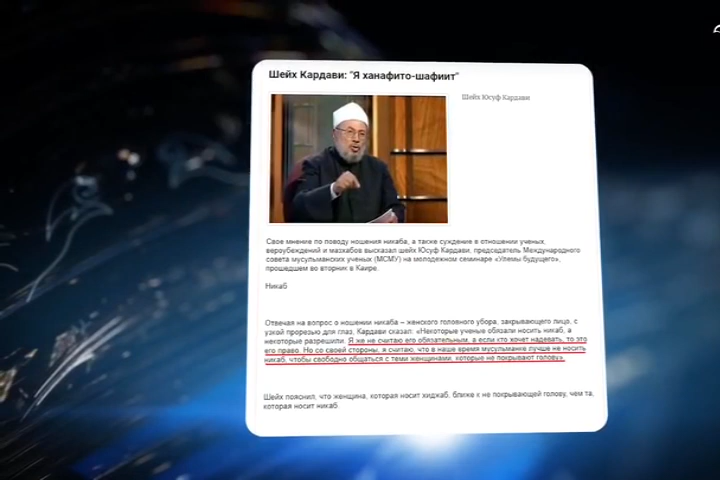 Шейх Кардави: "Я ханафито-шафиит"
Шейх Юсуф Кардави
Свое мнение по поводу ношения никаба, а также суждение в отношении ученых,
вероубеждений и мазхабов высказал шейх Юсуф Кардави, председатель Международного
совета мусульманских ученых (МСМУ) на молодежном семинаре «Улемы будущего»,
прошедшем во вторник в Каире.
Никаб
Отвечая на вопрос о ношении никаба – женского головного убора, закрывающего лицо, с
узкой прорезью для глаз, Кардави сказал: «Некоторые ученые обязали носить никаб, а
некоторые разрешили. Я же не считаю его обязательным, а если кто хочет надевать, то это
его право. Но со своей стороны, я считаю, что в наше время мусульманке лучше не носить
никаб, чтобы свободно общаться с теми женщинами, которые не покрывают голову».
Шейх пояснил, что женщина, которая носит хиджаб, ближе к не покрывающей голову, чем та,
которая носит никаб.